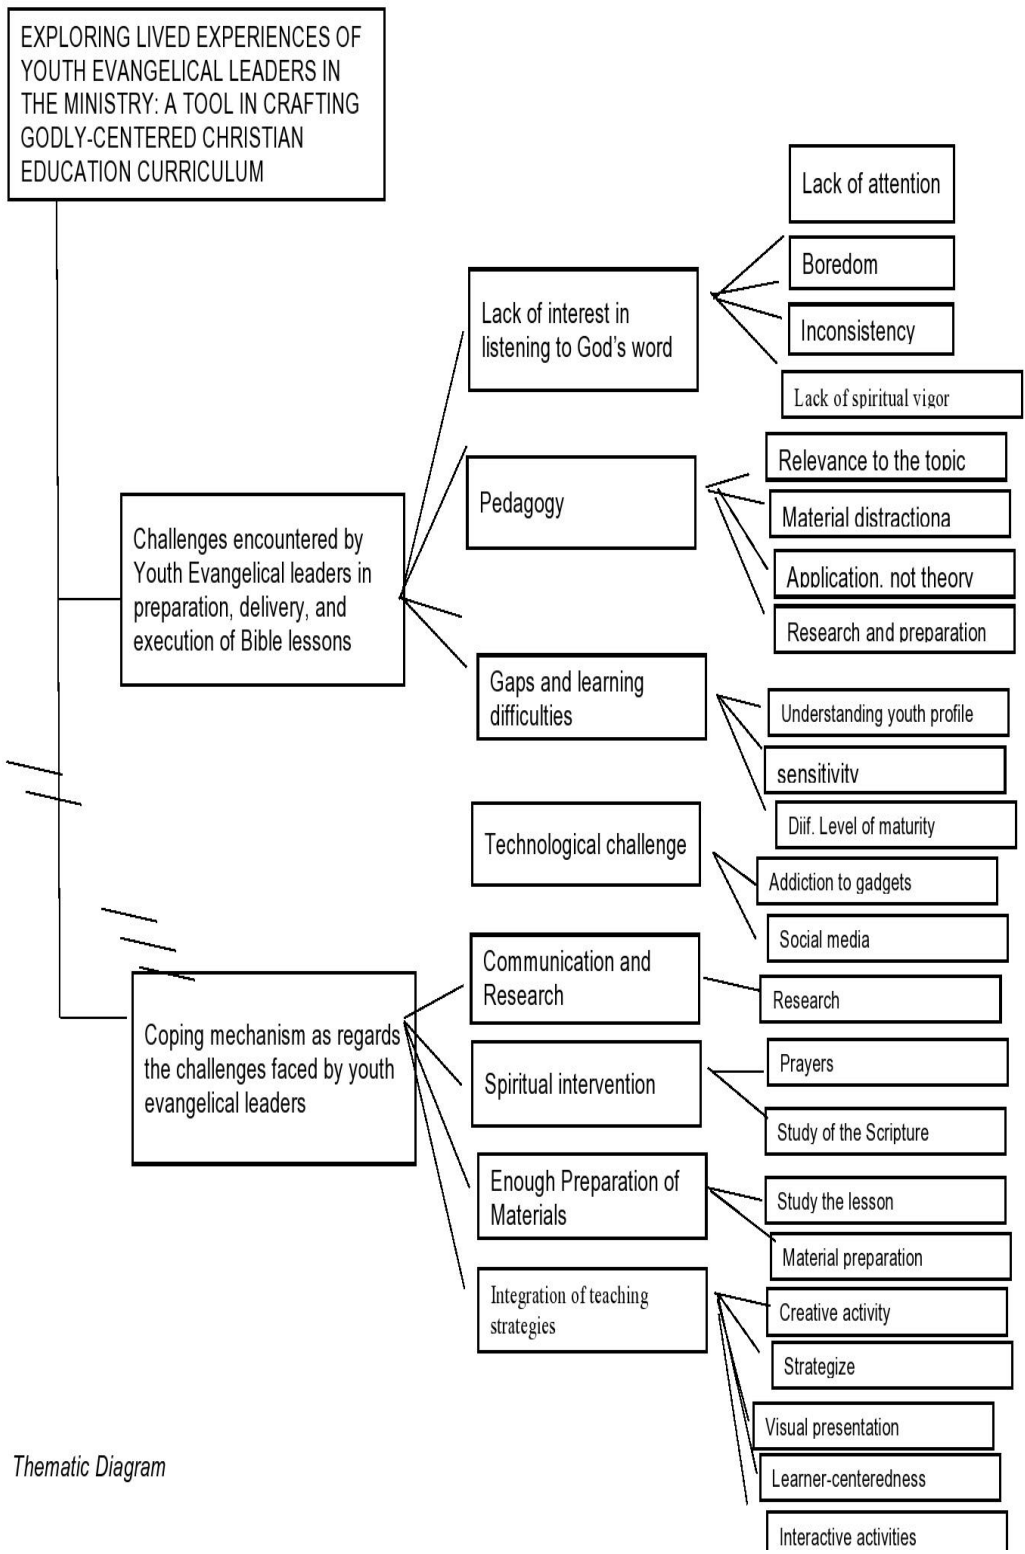 EXPLORING LIVED EXPERIENCES OF
YOUTH EVANGELICAL LEADERS IN
THE MINISTRY: A TOOL IN CRAFTING
GODLY-CENTERED CHRISTIAN
EDUCATION CURRICULUM
Challenges encountered by
Youth Evangelical leaders in
preparation, delivery, and
execution of Bible lessons
Lack of interest in
listening to God’s word
Lack of attention
Boredom
Inconsistency
Lack of spiritual vigor
Pedagogy
Relevance to the topic
Material distractiona
Application, not theory
Research and preparation
Gaps and learning
difficulties
Understanding youth profile
sensitivity
Diif. Level of maturity
Technological challenge
Addiction to gadgets
Social media
Coping mechanism as regards
the challenges faced by youth
evangelical leaders
Communication and
Research
Research
Spiritual intervention
Prayers
Study of the Scripture
Enough Preparation of
Materials
Study the lesson
Material preparation
Integration of teaching
strategies
Creative activity
Strategize
Visual presentation
Learner-centeredness
Interactive activities
Thematic Diagram